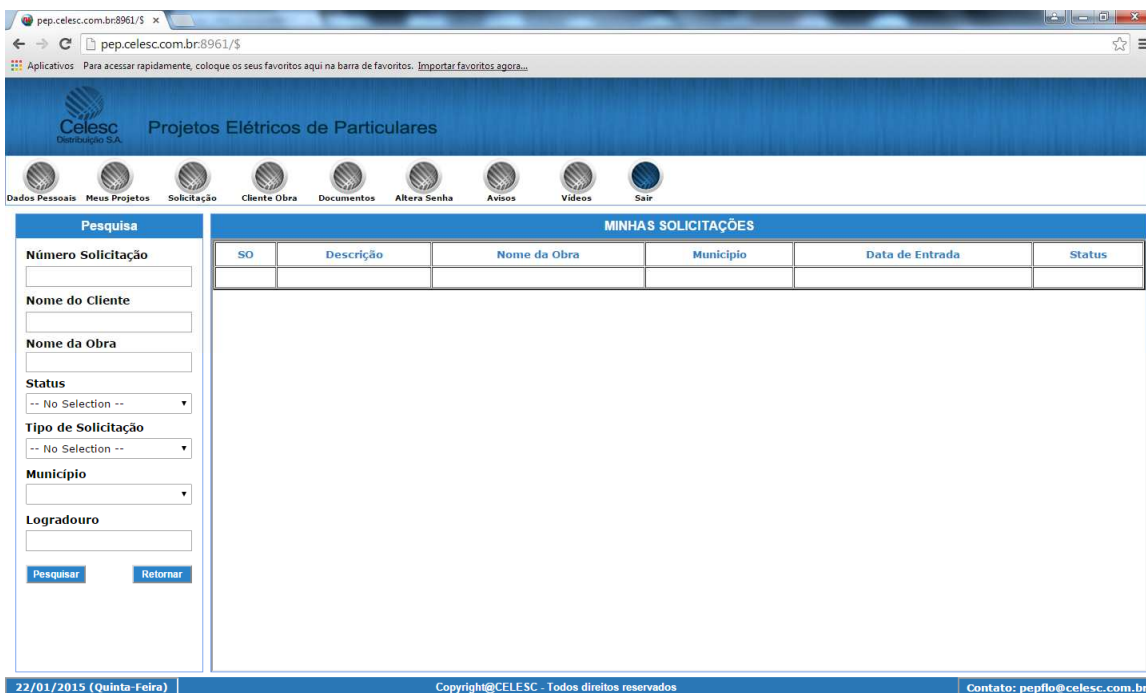 pep.celesc.com.br:8961/$
pep.celesc.com.br:8961/$
Aplicativos Para acessar rapidamente, coloque os seus favoritos aqui na barra de favoritos. Importar favoritos agora...
Celesc
Distribuição S.A.
Projetos Elétricos de Particulares
Dados Pessoais Meus Projetos Solicitação Cliente Obra Documentos Altera Senha Avisos Vídeos Sair
Pesquisa
Número Solicitação
Nome do Cliente
Nome da Obra
Status
-- No Selection --
Tipo de Solicitação
-- No Selection --
Município
Logradouro
Pesquisar Retornar
MINHAS SOLICITAÇÕES
SO Descrição Nome da Obra Municipio Data de Entrada Status
22/01/2015 (Quinta-Feira) Copyright@CELESC - Todos direitos reservados Contato: pepflo@celesc.com.br